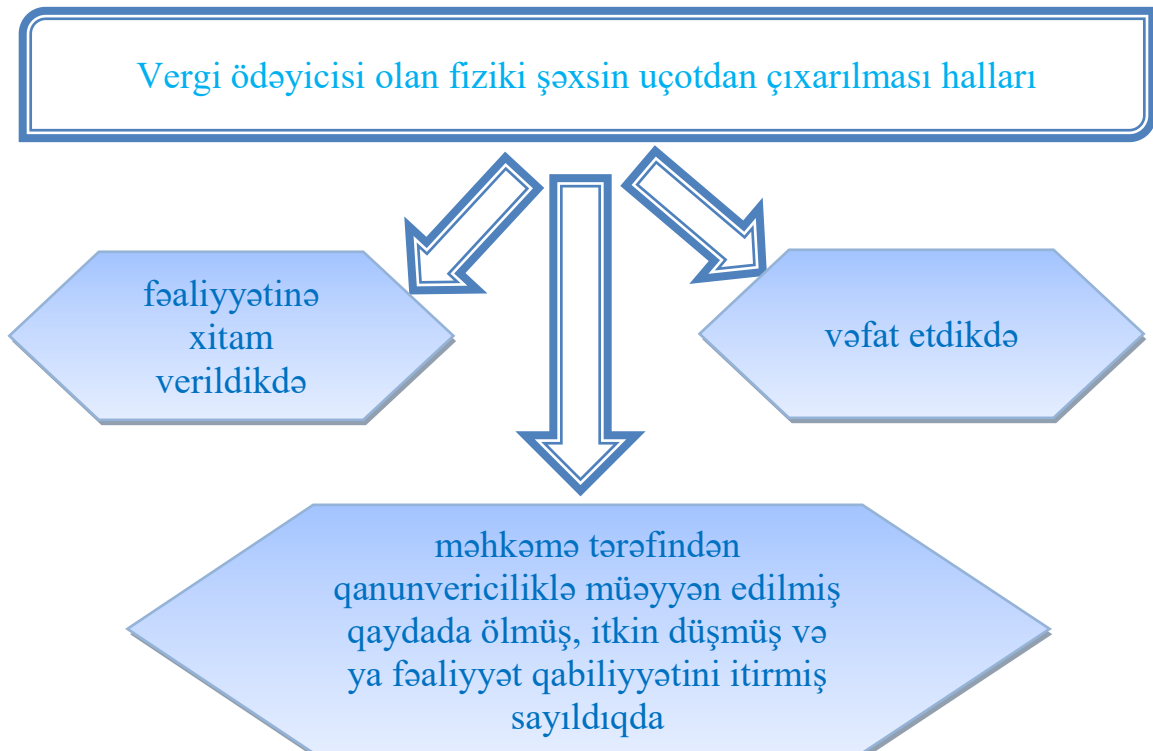 Vergi ödəyicisi olan fiziki şəxsin uçotdan çıxarılması halları
fəaliyyətinə
xitam
verildikdə
vəfat etdikdə
məhkəmə tərəfindən
qanunvericiliklə müəyyən edilmiş
qaydada ölmüş, itkin düşmüş və
ya fəaliyyət qabiliyyətini itirmiş
sayıldıqda